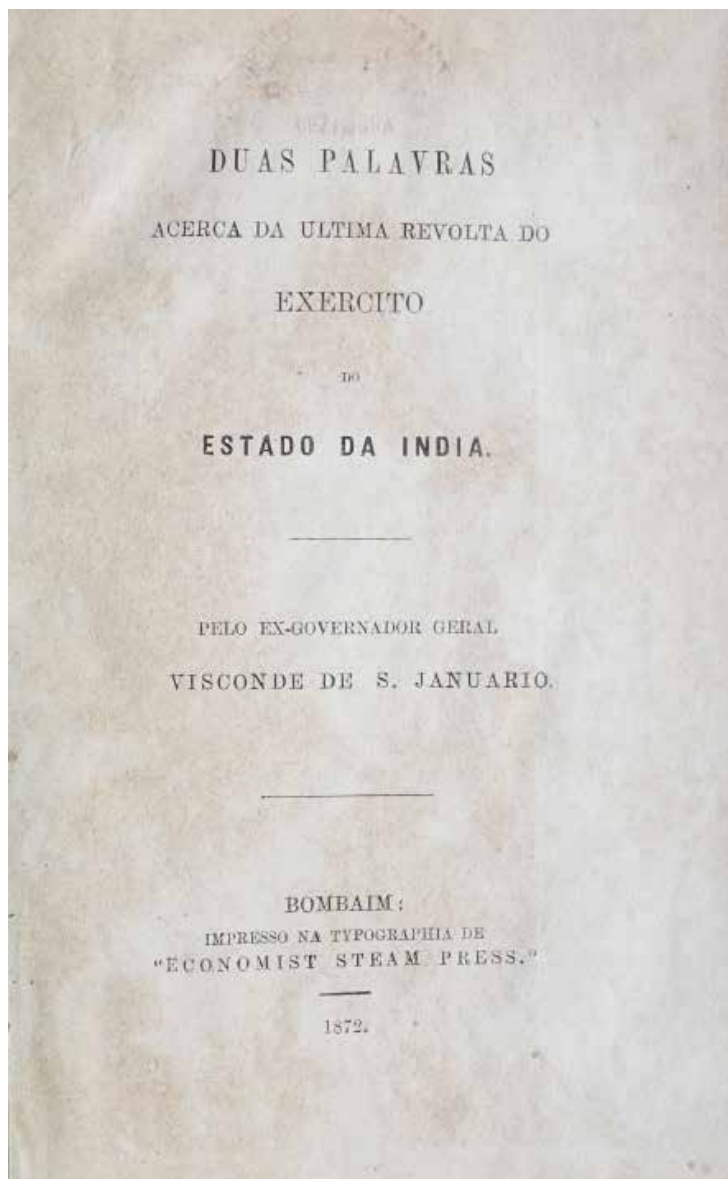 DUAS PALAVRAS
ACERCA DA ULTIMA REVOLTA DO
EXERCITO
DO
ESTADO DA INDIA.
PELO EX-GOVERNADOR GERAL
VISCONDE DE S. JANUARIO.
BOMBAIM:
IMPRESSO NA TYPOGRAPHIA DE
"ECONOMIST STEAM PRESS."
1872.